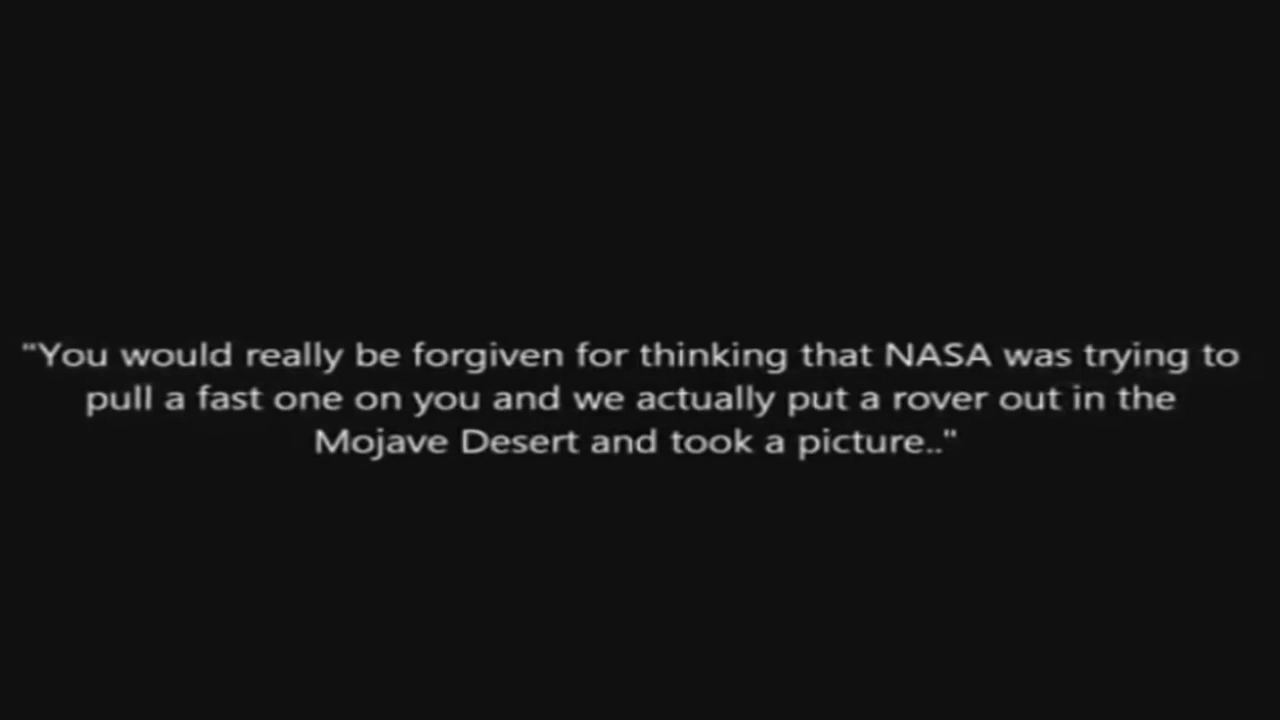 "You would really be forgiven for thinking that NASA was trying to
pull a fast one on you and we actually put a rover out in the
Mojave Desert and took a picture.."